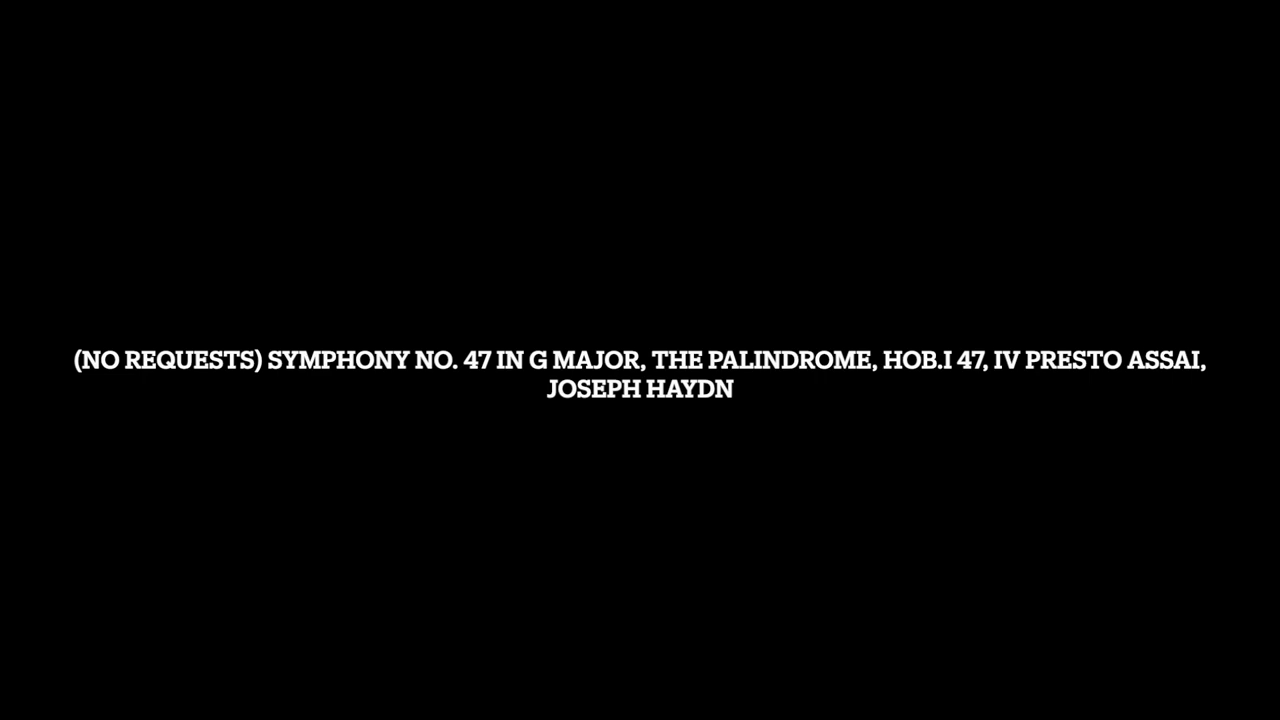 (NO REQUESTS) SYMPHONY NO. 47 IN G MAJOR, THE PALINDROME, HOB.I 47, IV PRESTO ASSAI,
JOSEPH HAYDN